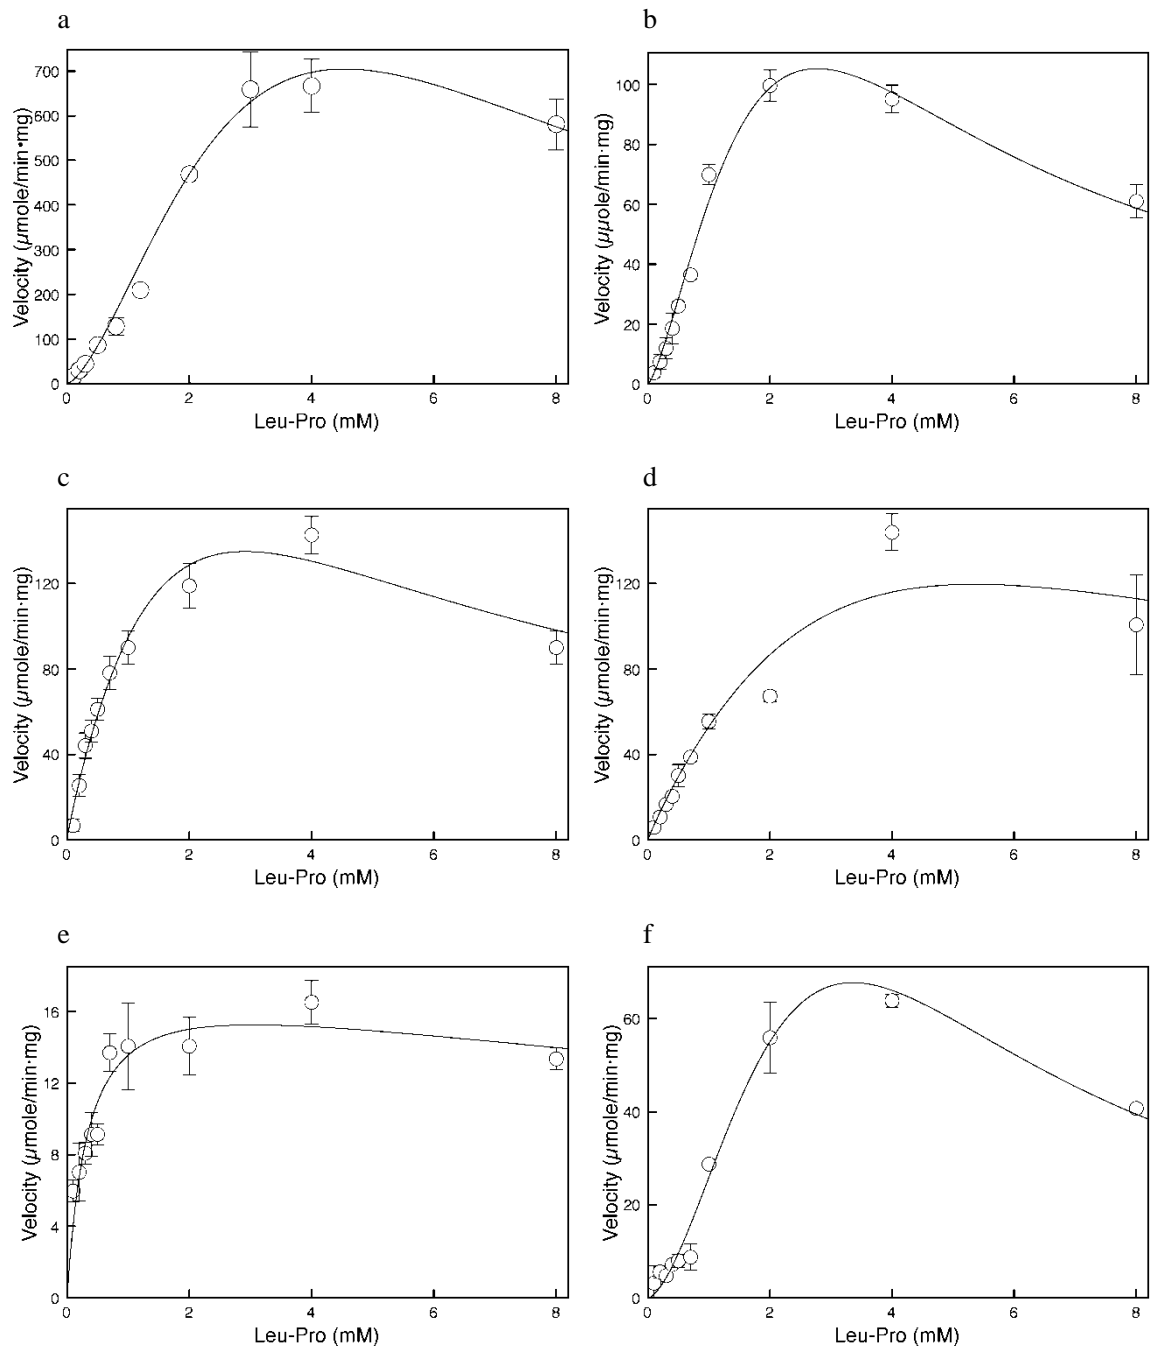 a
700
600
500
400
300
200
100
0
Velocity (µmole/min•mg)
0 2 4 6 8
Leu-Pro (mM)
b
100
80
60
40
20
0
Velocity (µµole/min·mg)
0 2 4 6 8
Leu-Pro (mM)
c
120
80
40
0
Velocity (µmole/min·mg)
0 2 4 6 8
Leu-Pro (mM)
d
120
80
40
0
Velocity (µmole/min·mg)
0 2 4 6 8
Leu-Pro (mM)
e
16
12
8
4
0
Velocity (µmole/min·mg)
0 2 4 6 8
Leu-Pro (mM)
f
60
40
20
0
Velocity (µmole/min·mg)
0 2 4 6 8
Leu-Pro (mM)